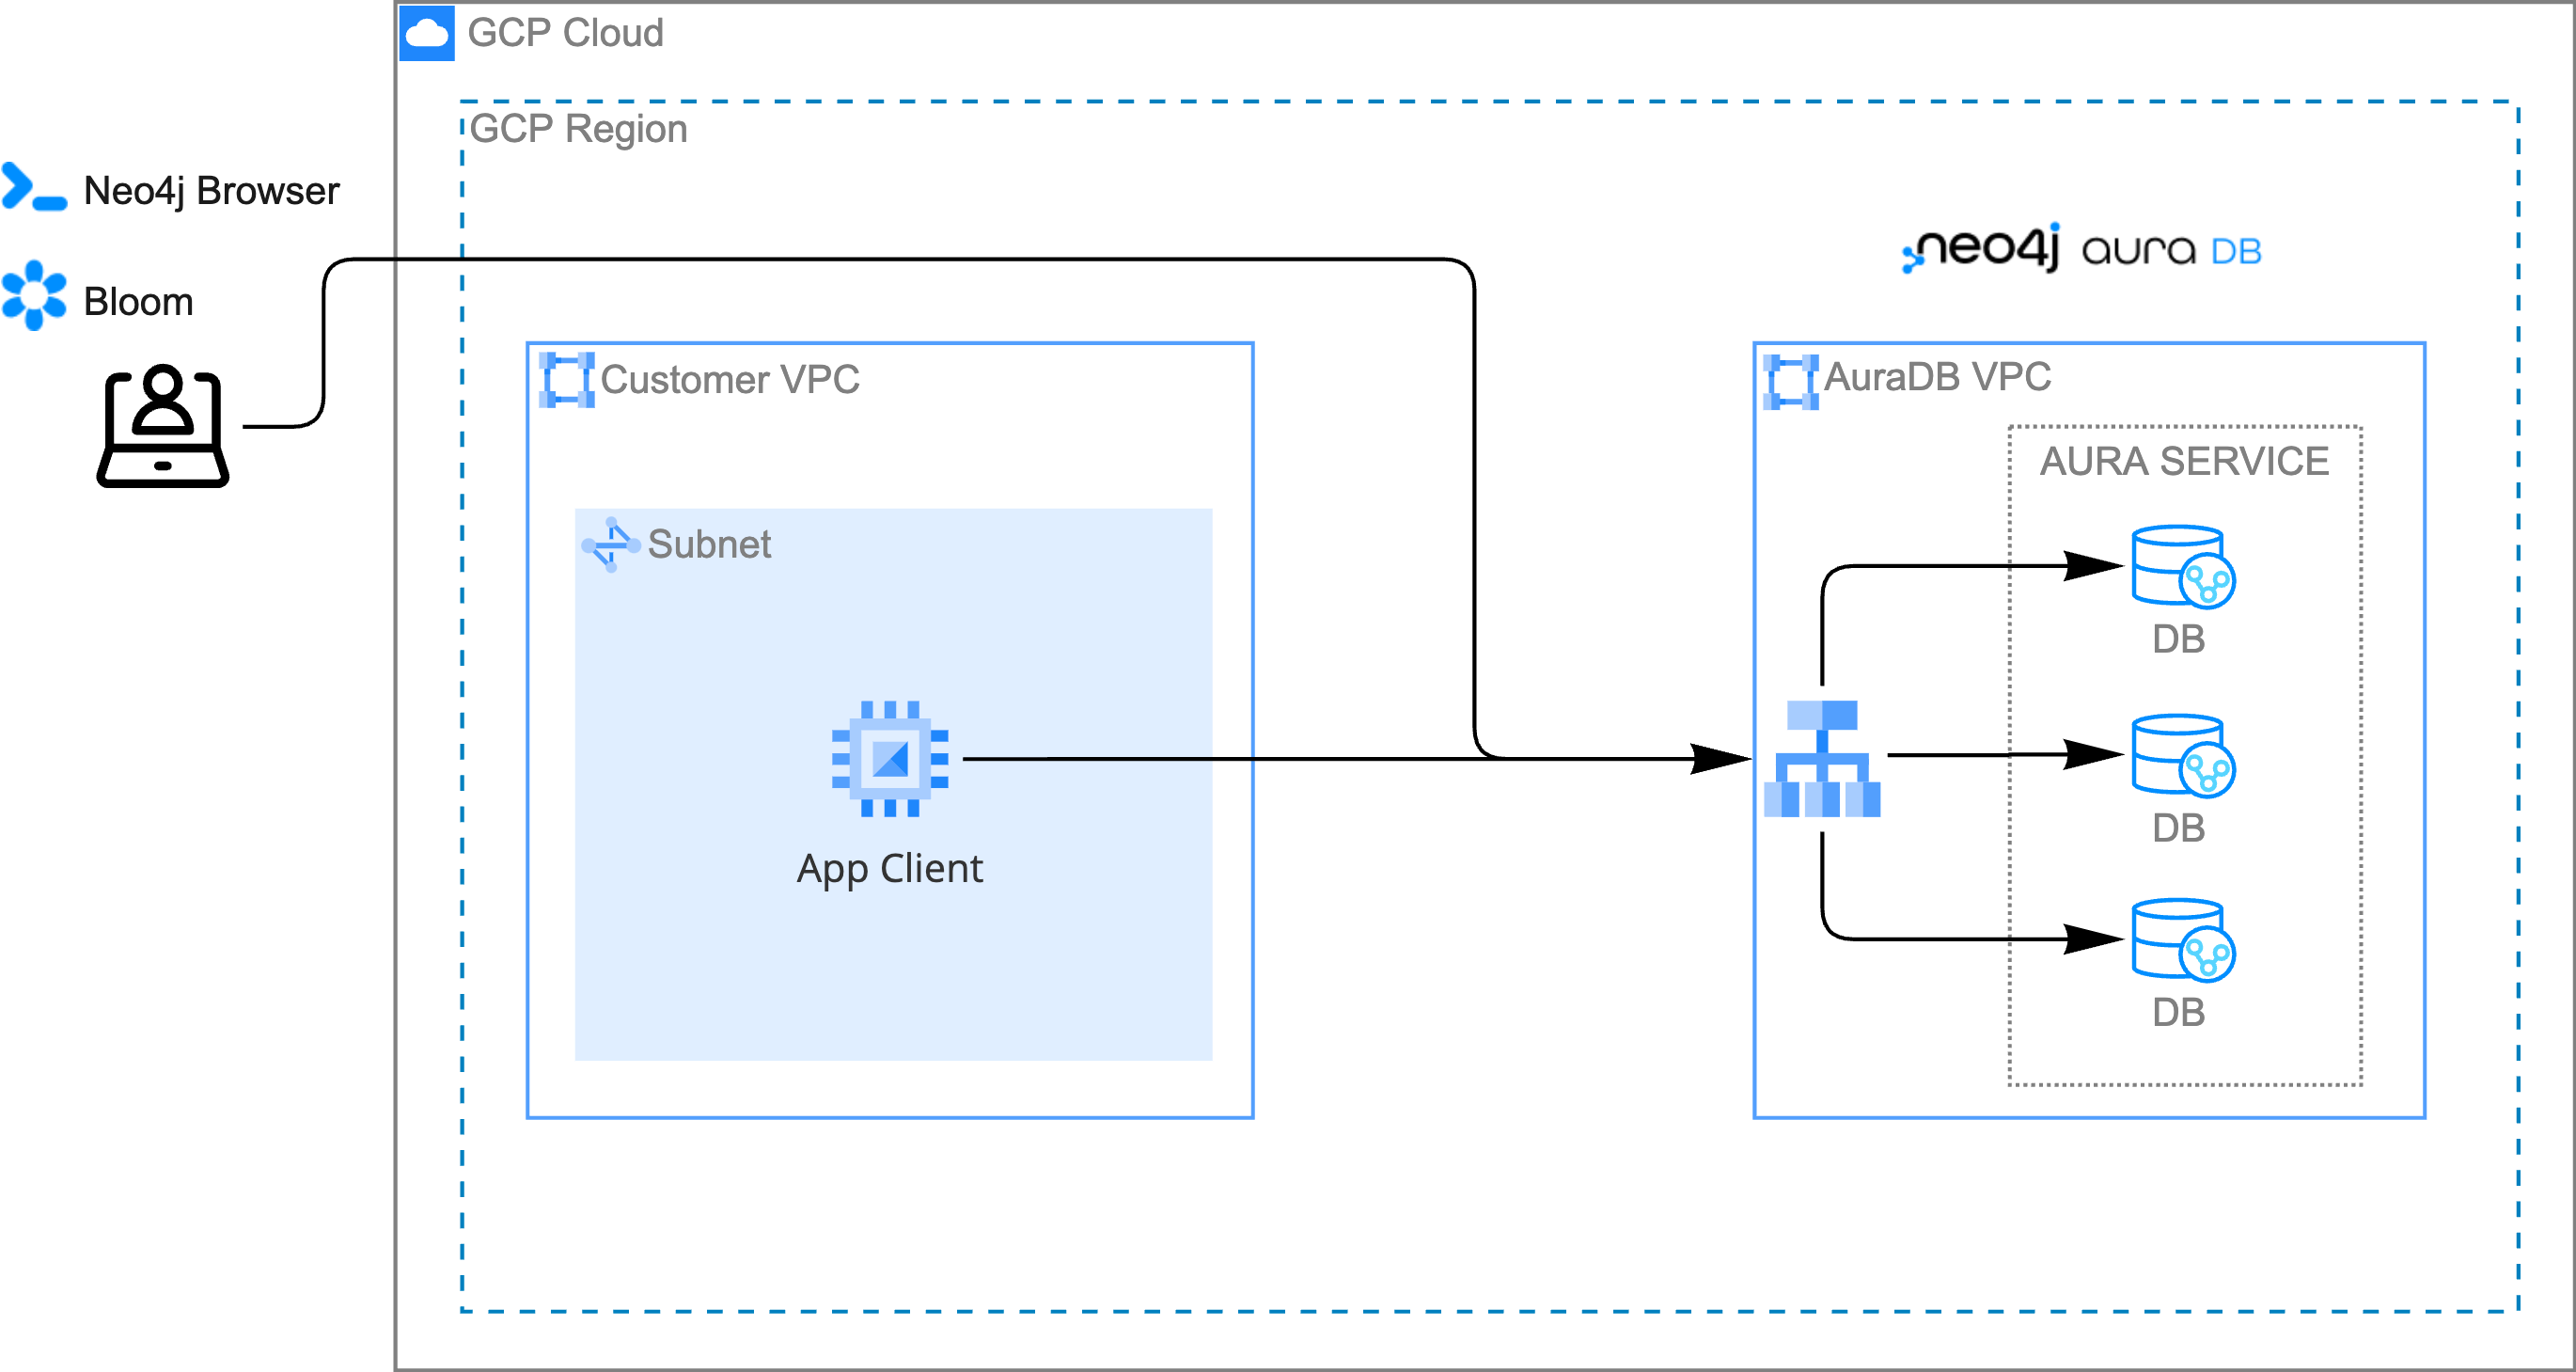 GCP Cloud
GCP Region
Neo4j Browser
Bloom
neo4j aura DB
Customer VPC
AuraDB VPC
AURA SERVICE
Subnet
DB
DB
App Client
DB